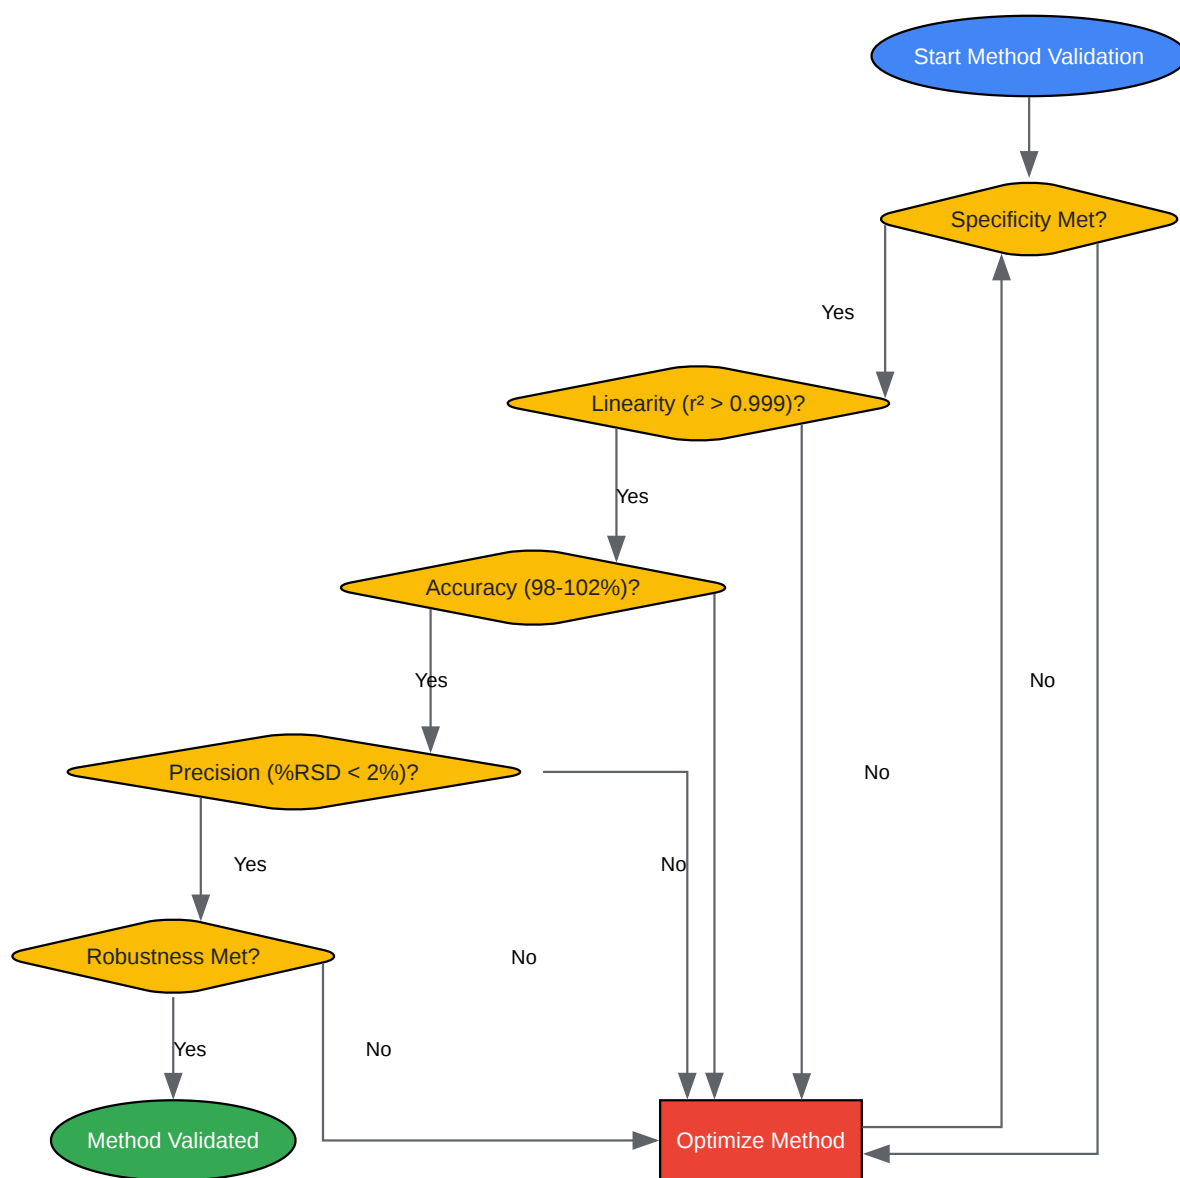 Start Method Validation
Specificity Met?
Yes
Linearity (r² > 0.999)?
Yes
Accuracy (98-102%)?
Yes
No
Precision (%RSD < 2%)?
No
Yes
No
Robustness Met?
No
Yes
No
Method Validated
Optimize Method